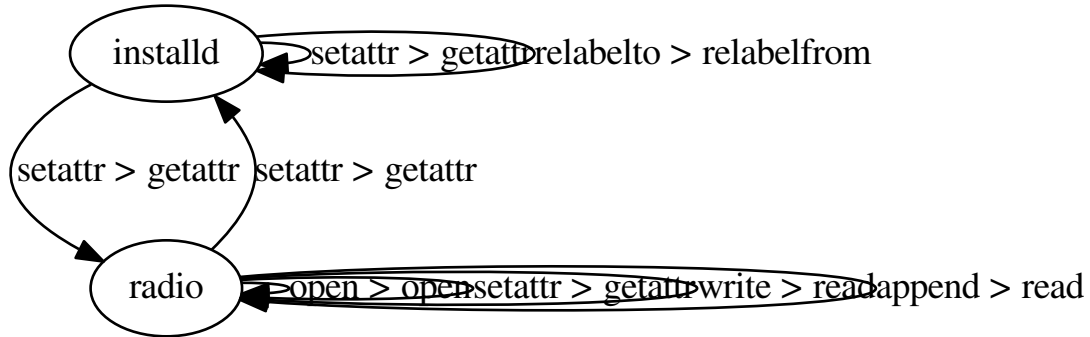 installd
setattr > getattr
relabelto > relabelfrom
setattr > getattr
setattr > getattr
radio
open > open
setattr > getattr
write > read
append > read